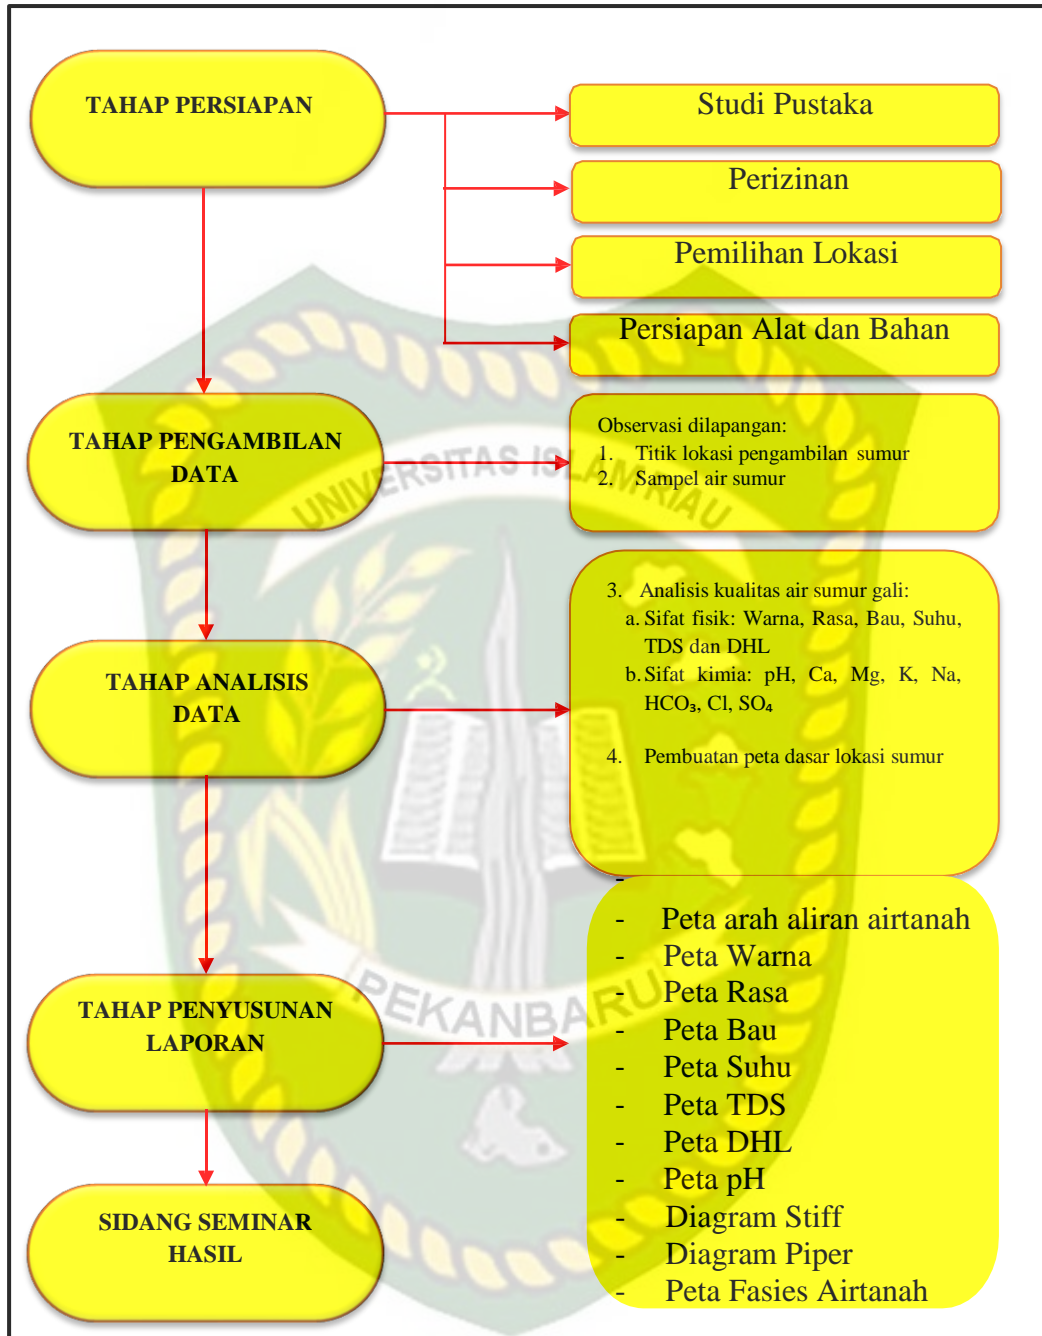 TAHAP PERSIAPAN
Studi Pustaka
Perizinan
Pemilihan Lokasi
Persiapan Alat dan Bahan
TAHAP PENGAMBILAN
DATA
Observasi dilapangan:
1. Titik lokasi pengambilan sumur
2. Sampel air sumur
UNIVERSITAS ISLAM RIAU
TAHAP ANALISIS
DATA
3. Analisis kualitas air sumur gali:
a. Sifat fisik: Warna, Rasa, Bau, Suhu,
TDS dan DHL
b. Sifat kimia: pH, Ca, Mg, K, Na,
HCO₃, Cl, SO₄
4. Pembuatan peta dasar lokasi sumur
TAHAP PENYUSUNAN
LAPORAN
PEKANBARU
-
- Peta arah aliran airtanah
- Peta Warna
- Peta Rasa
- Peta Bau
- Peta Suhu
- Peta TDS
- Peta DHL
- Peta pH
- Diagram Stiff
- Diagram Piper
- Peta Fasies Airtanah
SIDANG SEMINAR
HASIL